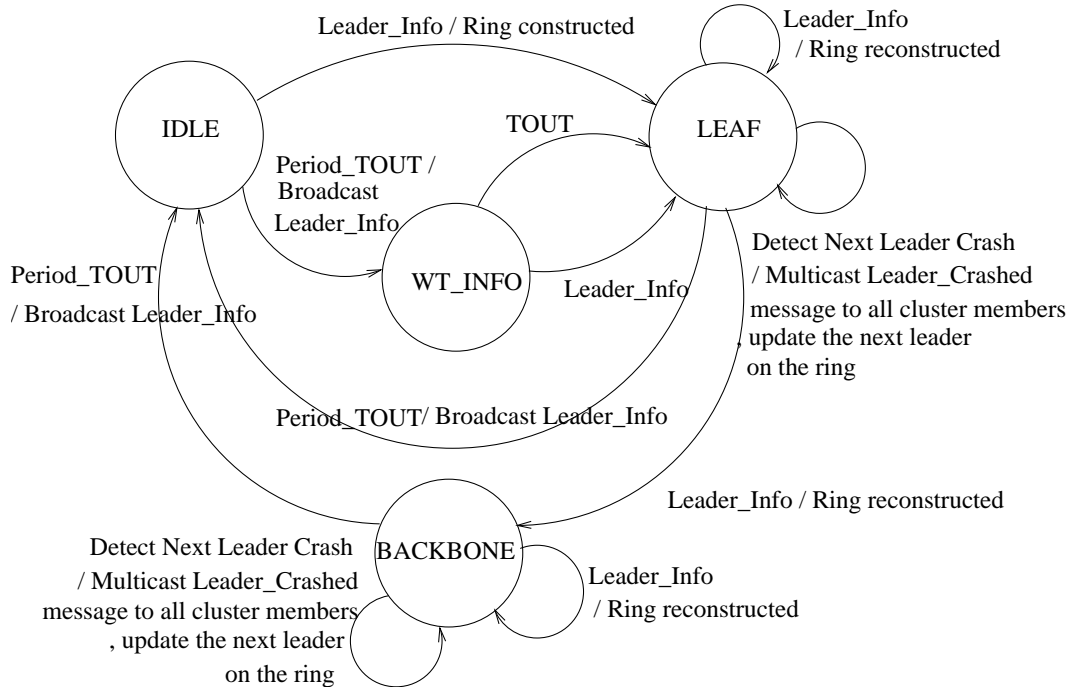 Leader_Info / Ring constructed
Leader_Info
/ Ring reconstructed
IDLE
TOUT
LEAF
Period_TOUT /
Broadcast
Leader_Info
WT_INFO
Leader_Info
Detect Next Leader Crash
/ Multicast Leader_Crashed
message to all cluster members
, update the next leader
on the ring
Period_TOUT
/ Broadcast Leader_Info
Period_TOUT/ Broadcast Leader_Info
Leader_Info / Ring reconstructed
BACKBONE
Detect Next Leader Crash
/ Multicast Leader_Crashed
message to all cluster members
, update the next leader
on the ring
Leader_Info
/ Ring reconstructed